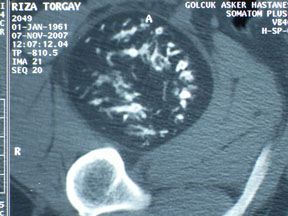 RIZA TORGAY
2049
01-JAN-1961
07-NOV-2007
12:07:12.04
TP -810.5
IMA 21
SEQ 20
A
GOLCUK ASKER HASTANES
SOMATOM PLUS
VB4
H-SP-
R